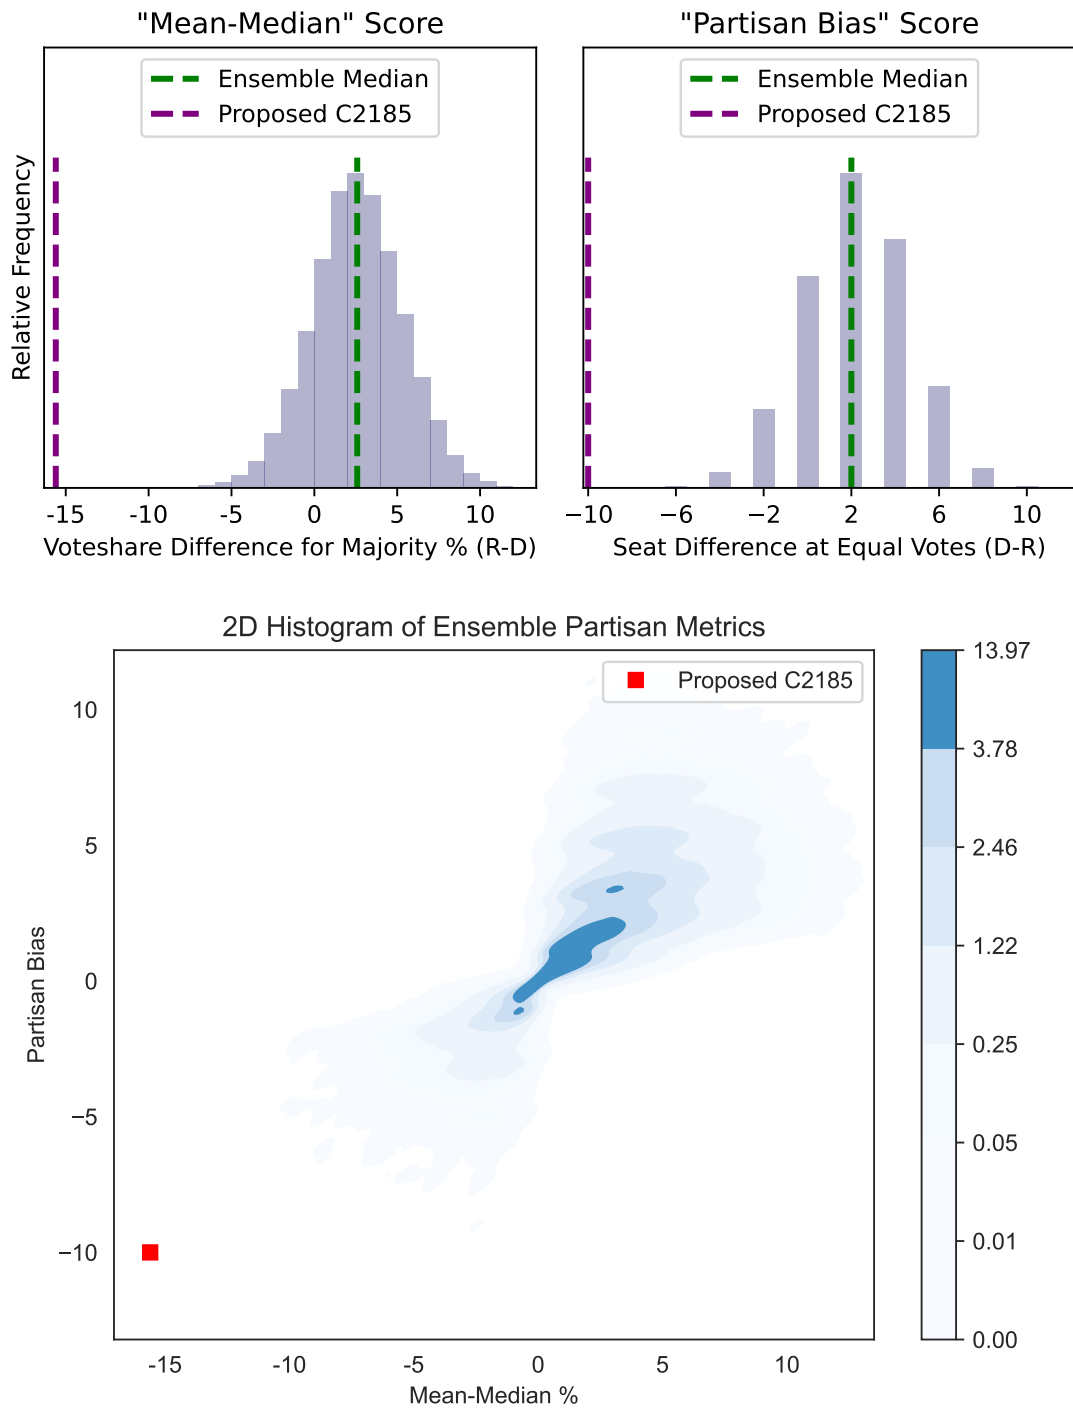 "Mean-Median" Score
Ensemble Median
Proposed C2185
Relative Frequency
-15 -10 -5 0 5 10
Voteshare Difference for Majority % (R-D)
"Partisan Bias" Score
Ensemble Median
Proposed C2185
−10 −6 −2 2 6 10
Seat Difference at Equal Votes (D-R)
2D Histogram of Ensemble Partisan Metrics
Proposed C2185
Partisan Bias
10
5
0
−5
−10
-15 -10 -5 0 5 10
Mean-Median %
13.97
3.78
2.46
1.22
0.25
0.05
0.01
0.00